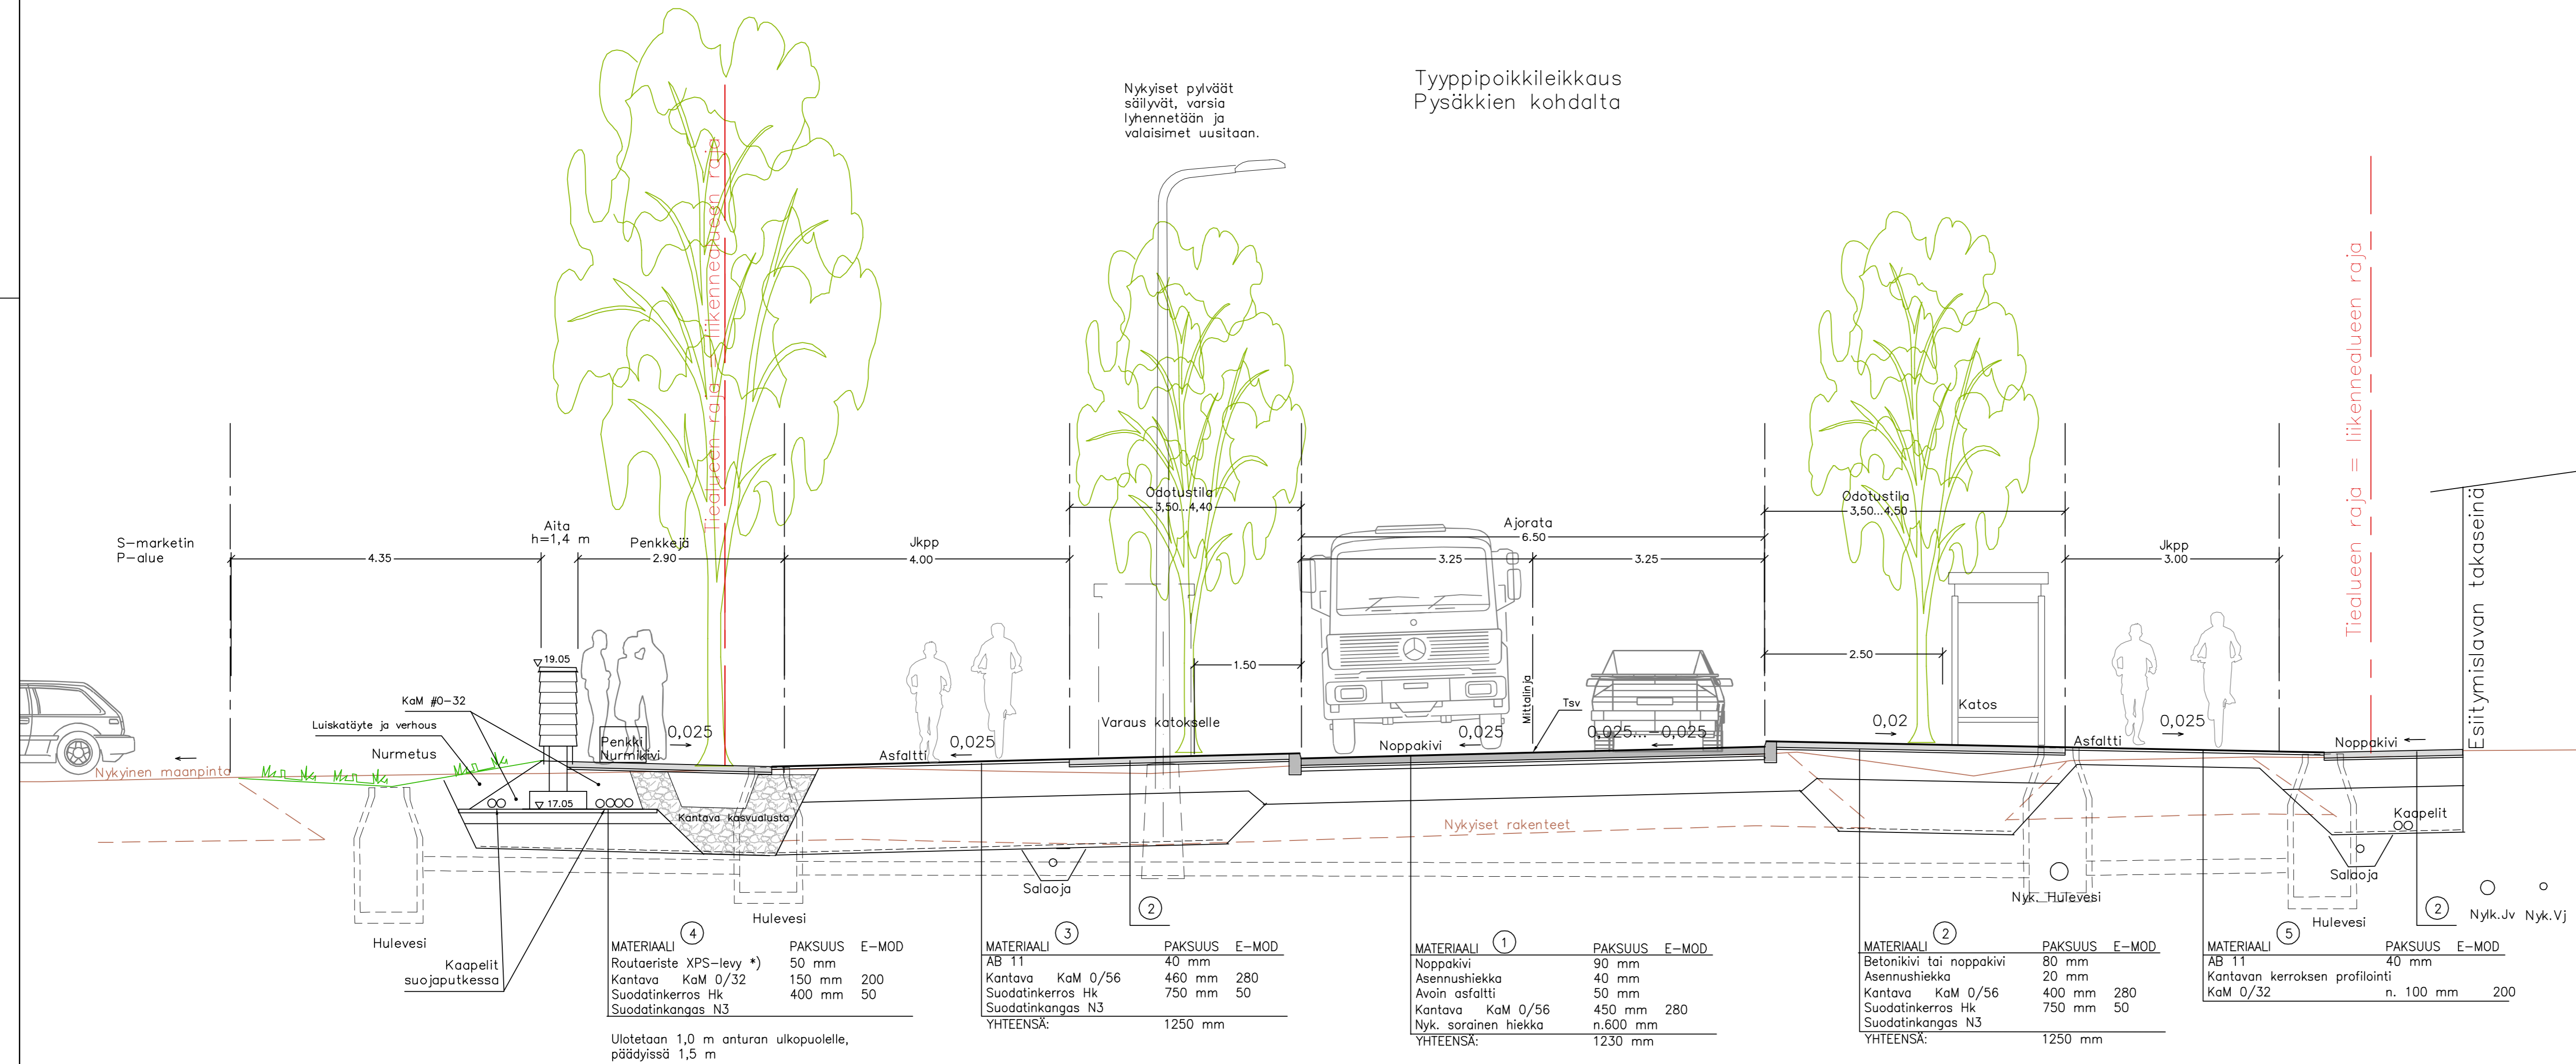 Tyyppipoikkileikkaus
Pysäkkien kohdalta
Nykyiset pylväät
säilyvät, varsia
lyhennetään ja
valaisimet uusitaan.
Tiealueen raja = liikennealueen raja
Tiealueen raja = liikennealueen raja
Esiitymislavan takaseinä
S-marketin
P-alue
4.35
Aita
h=1,4 m
Penkkejä
2.90
Jkpp
4.00
Odotustila
3,50...4,40
Ajorata
6.50
3.25
3.25
Odotustila
3,50...4,50
Jkpp
3.00
1.50
2.50
19.05
KaM #0-32
Luiskatäyte ja verhous
Nurmetus
Nykyinen maanpinta
Penkki
Nurmikivi
0,025
Asfaltti
0,025
Varaus katokselle
Noppakivi
0,025
Mittalinja
Tsv
0,025...-0,025
0,02
Katos
Asfaltti
0,025
Noppakivi
17.05
Kantava kasvualusta
Nykyiset rakenteet
Kaapelit
Salaoja
Salaoja
Hulevesi
Hulevesi
Nyk. Hulevesi
Hulevesi
Nylk.Jv
Nyk.Vj
Kaapelit
suojaputkessa
2
2
4
MATERIAALI PAKSUUS E-MOD
Routaeriste XPS-levy *) 50 mm
Kantava KaM 0/32 150 mm 200
Suodatinkerros Hk 400 mm 50
Suodatinkangas N3
Ulotetaan 1,0 m anturan ulkopuolelle,
päädyissä 1,5 m
3
MATERIAALI PAKSUUS E-MOD
AB 11 40 mm
Kantava KaM 0/56 460 mm 280
Suodatinkerros Hk 750 mm 50
Suodatinkangas N3
YHTEENSÄ: 1250 mm
1
MATERIAALI PAKSUUS E-MOD
Noppakivi 90 mm
Asennushiekka 40 mm
Avoin asfaltti 50 mm
Kantava KaM 0/56 450 mm 280
Nyk. sorainen hiekka n.600 mm
YHTEENSÄ: 1230 mm
2
MATERIAALI PAKSUUS E-MOD
Betonikivi tai noppakivi 80 mm
Asennushiekka 20 mm
Kantava KaM 0/56 400 mm 280
Suodatinkerros Hk 750 mm 50
Suodatinkangas N3
YHTEENSÄ: 1250 mm
5
MATERIAALI PAKSUUS E-MOD
AB 11 40 mm
Kantavan kerroksen profilointi
KaM 0/32 n. 100 mm 200